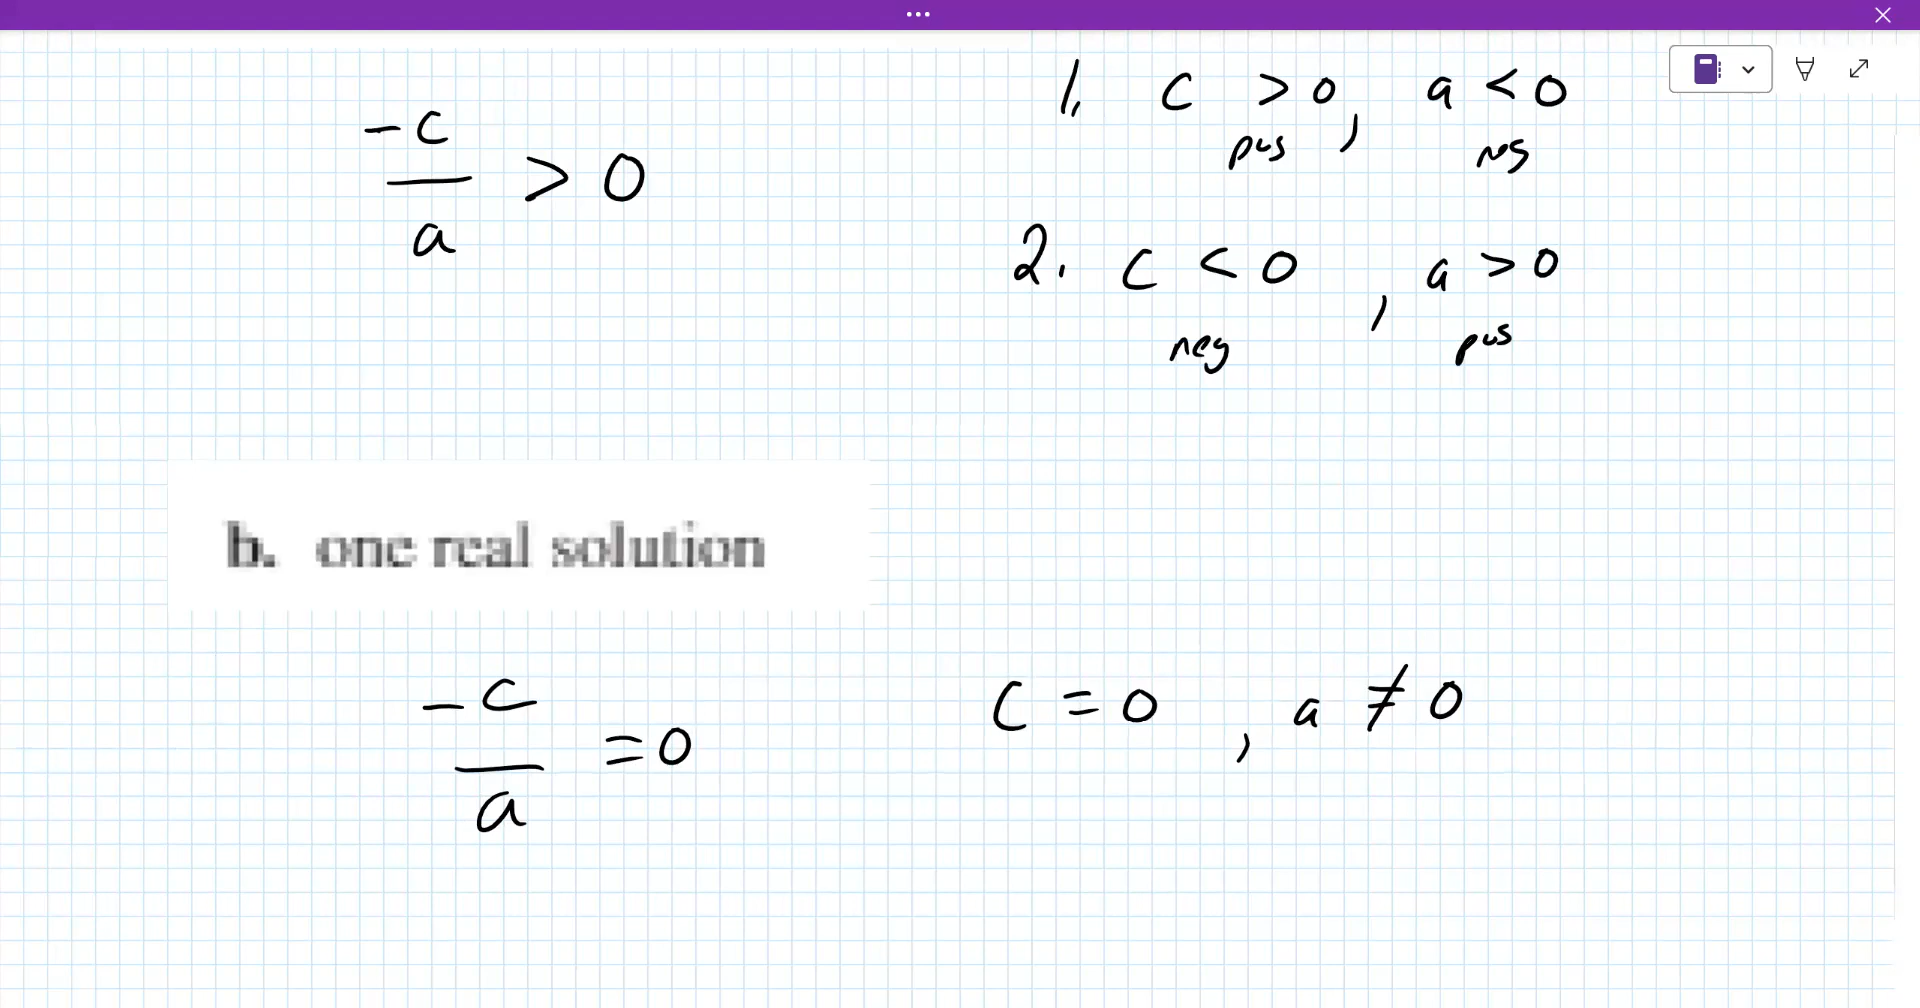 -c/a > 0
1. c > 0, a < 0
pos neg
2. c < 0, a > 0
neg pos
b. one real solution
-c/a = 0
c = 0, a ≠ 0